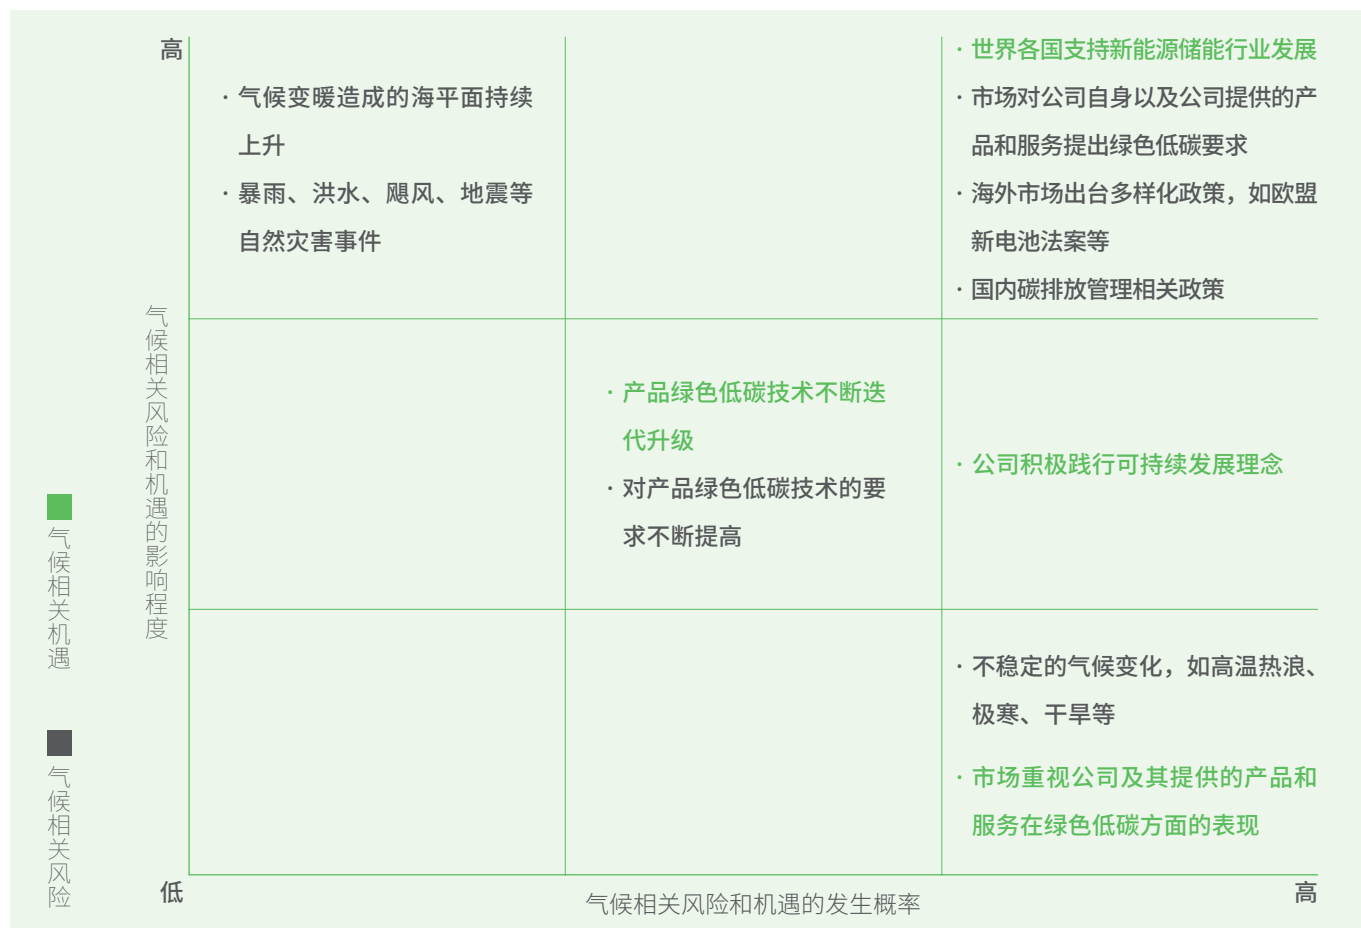 高
· 气候变暖造成的海平面持续
上升
· 暴雨、洪水、飓风、地震等
自然灾害事件
· 世界各国支持新能源储能行业发展
· 市场对公司自身以及公司提供的产
品和服务提出绿色低碳要求
· 海外市场出台多样化政策，如欧盟
新电池法案等
· 国内碳排放管理相关政策
· 产品绿色低碳技术不断迭
代升级
· 对产品绿色低碳技术的要
求不断提高
· 公司积极践行可持续发展理念
· 不稳定的气候变化，如高温热浪、
极寒、干旱等
· 市场重视公司及其提供的产品和
服务在绿色低碳方面的表现
气候相关风险和机遇的影响程度
气候相关机遇
气候相关风险
低
气候相关风险和机遇的发生概率
高